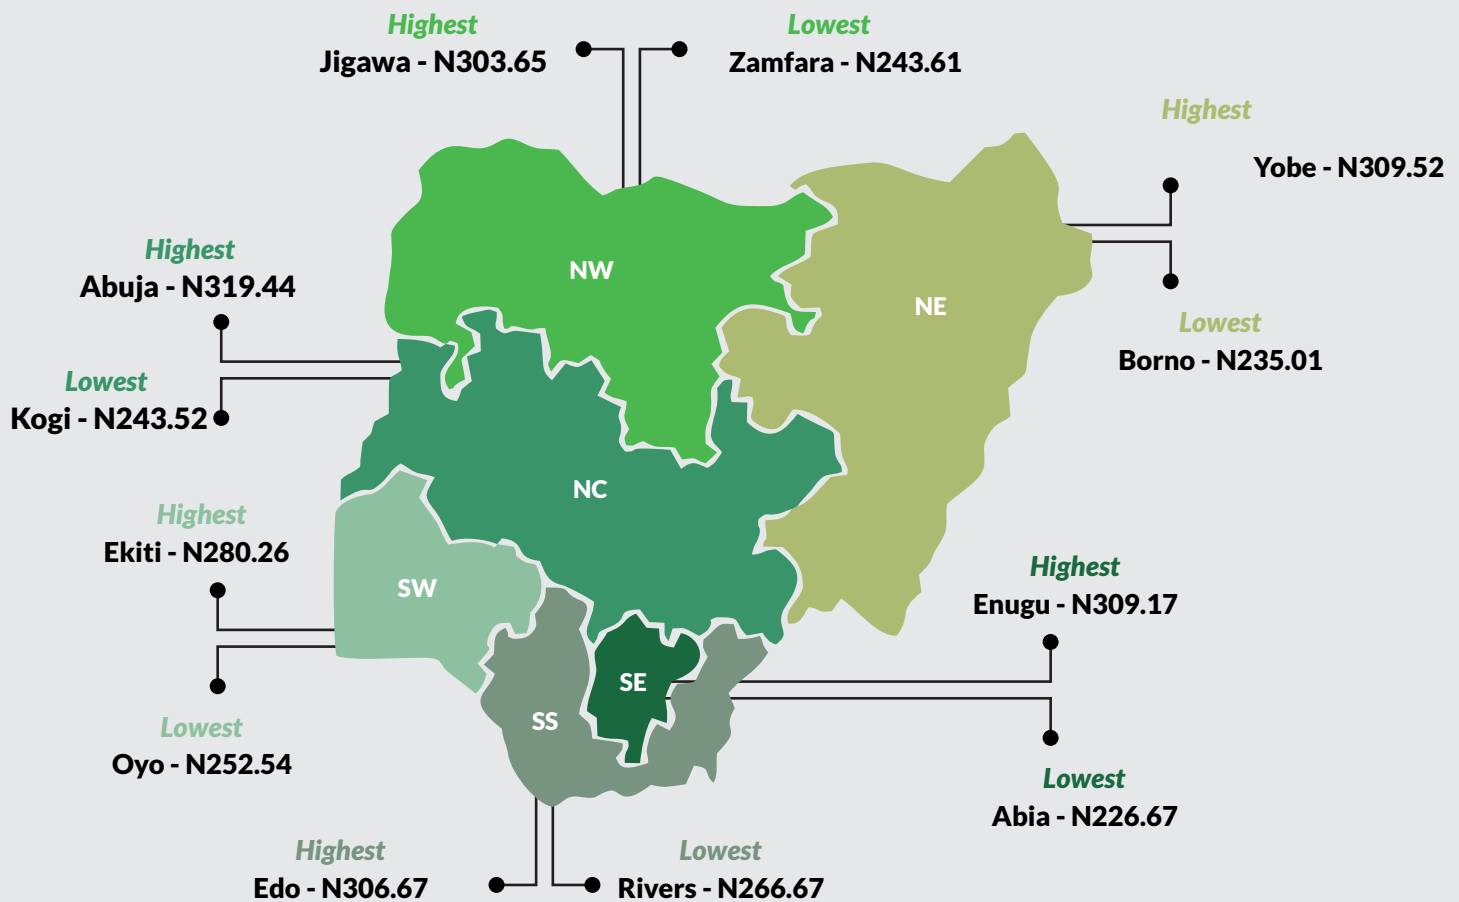 Highest
Jigawa - N303.65
Lowest
Zamfara - N243.61
Highest
Yobe - N309.52
Highest
Abuja - N319.44
NW
NE
Lowest
Borno - N235.01
Lowest
Kogi - N243.52
NC
Highest
Ekiti - N280.26
SW
Highest
Enugu - N309.17
SE
SS
Lowest
Oyo - N252.54
Lowest
Abia - N226.67
Highest
Edo - N306.67
Lowest
Rivers - N266.67